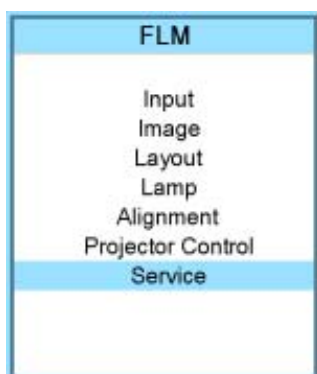 FLM
Input
Image
Layout
Lamp
Alignment
Projector Control
Service